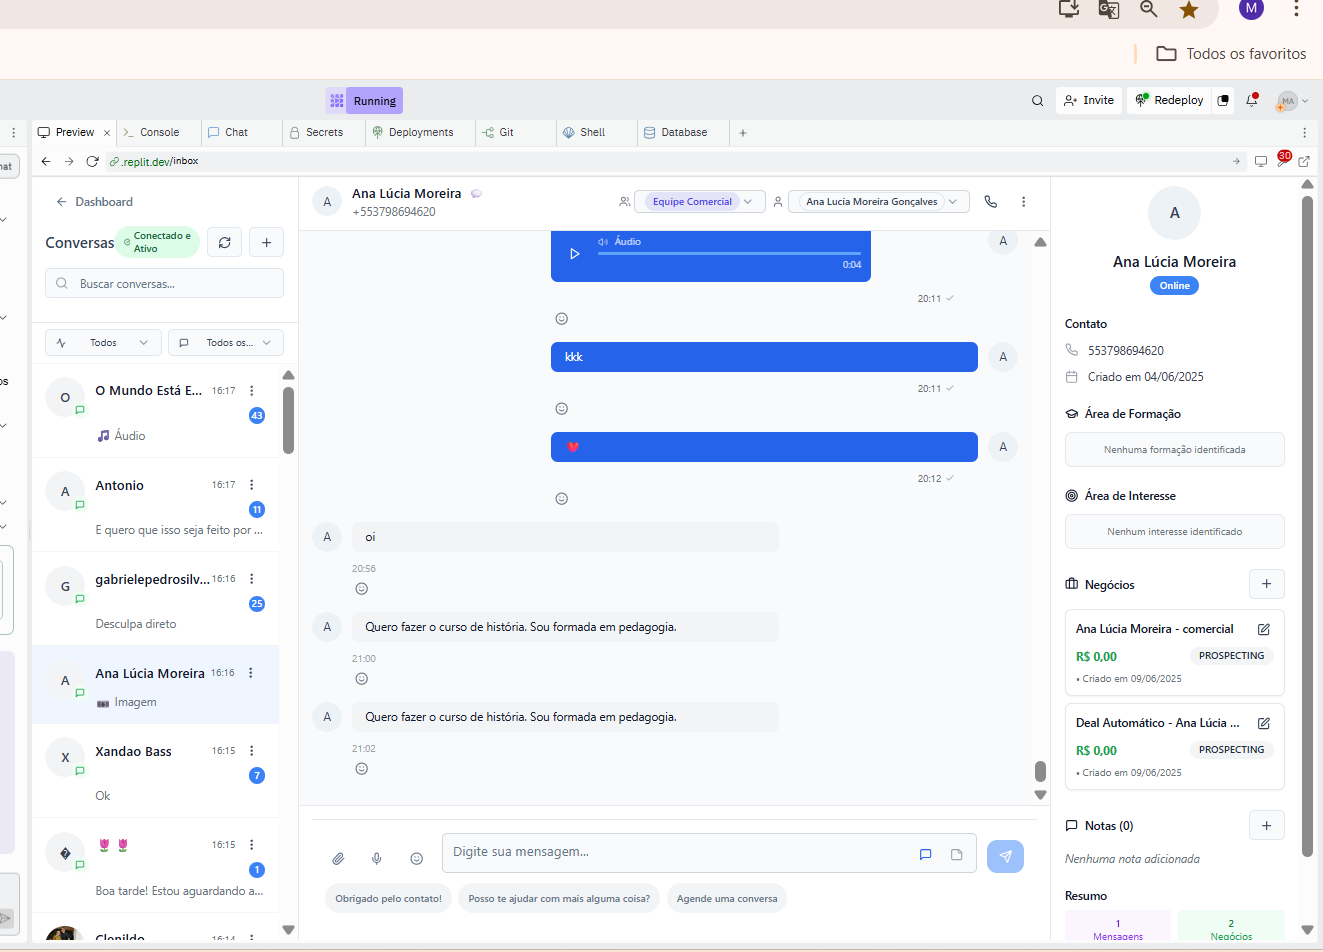 M
Todos os favoritos
Running
Invite
Redeploy
MA
Preview
Console
Chat
Secrets
Deployments
Git
Shell
Database
.replit.dev/inbox
30
Dashboard
Conversas
Conectado e
Ativo
Buscar conversas...
Todos
Todos os...
O
O Mundo Está E...
16:17
43
Áudio
A
Antonio
16:17
11
E quero que isso seja feito por ...
G
gabrielepedrosilv...
16:16
25
Desculpa direto
A
Ana Lúcia Moreira
16:16
Imagem
X
Xandao Bass
16:15
7
Ok
16:15
1
Boa tarde! Estou aguardando a...
Clenildo
16:14
A
Ana Lúcia Moreira
+553798694620
Equipe Comercial
Ana Lucia Moreira Gonçalves
Áudio
0:04
A
20:11
kkk
A
20:11
A
20:12
A
oi
20:56
A
Quero fazer o curso de história. Sou formada em pedagogia.
21:00
A
Quero fazer o curso de história. Sou formada em pedagogia.
21:02
Digite sua mensagem...
Obrigado pelo contato!
Posso te ajudar com mais alguma coisa?
Agende uma conversa
A
Ana Lúcia Moreira
Online
Contato
553798694620
Criado em 04/06/2025
Área de Formação
Nenhuma formação identificada
Área de Interesse
Nenhum interesse identificado
Negócios
Ana Lúcia Moreira - comercial
R$ 0,00
PROSPECTING
• Criado em 09/06/2025
Deal Automático - Ana Lúcia ...
R$ 0,00
PROSPECTING
• Criado em 09/06/2025
Notas (0)
Nenhuma nota adicionada
Resumo
1
Mensagens
2
Negócios